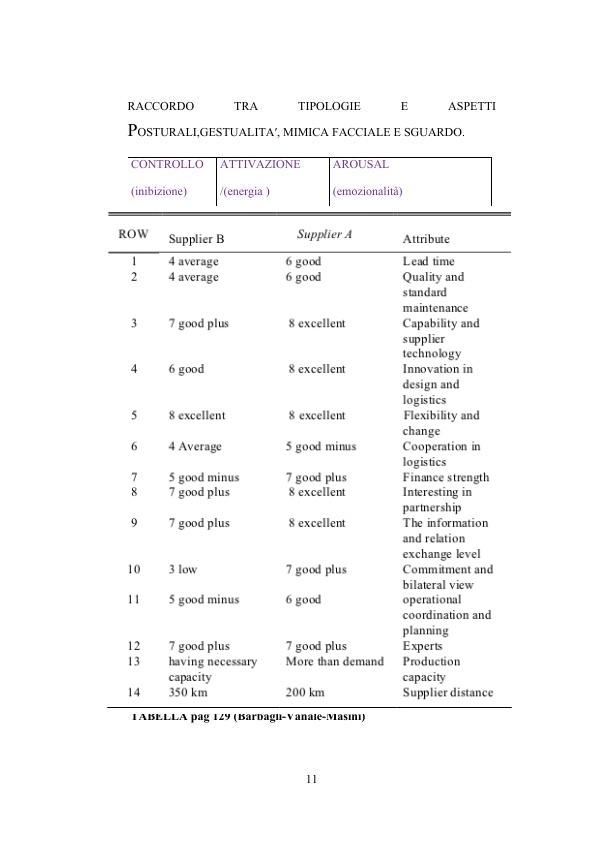 RACCORDO TRA TIPOLOGIE E ASPETTI
POSTURALI,GESTUALITA’, MIMICA FACCIALE E SGUARDO.
CONTROLLO ATTIVAZIONE AROUSAL
(inibizione) /(energia ) (emozionalità)
ROW Supplier B Supplier A Attribute
1 4 average 6 good Lead time
2 4 average 6 good Quality and
standard
maintenance
3 7 good plus 8 excellent Capability and
supplier
technology
4 6 good 8 excellent Innovation in
design and
logistics
5 8 excellent 8 excellent Flexibility and
change
6 4 Average 5 good minus Cooperation in
logistics
7 5 good minus 7 good plus Finance strength
8 7 good plus 8 excellent Interesting in
partnership
9 7 good plus 8 excellent The information
and relation
exchange level
10 3 low 7 good plus Commitment and
bilateral view
11 5 good minus 6 good operational
coordination and
planning
12 7 good plus 7 good plus Experts
13 having necessary More than demand Production
capacity capacity
14 350 km 200 km Supplier distance
TABELLA pag 129 (Barbagli-Vanale-Masini)
11